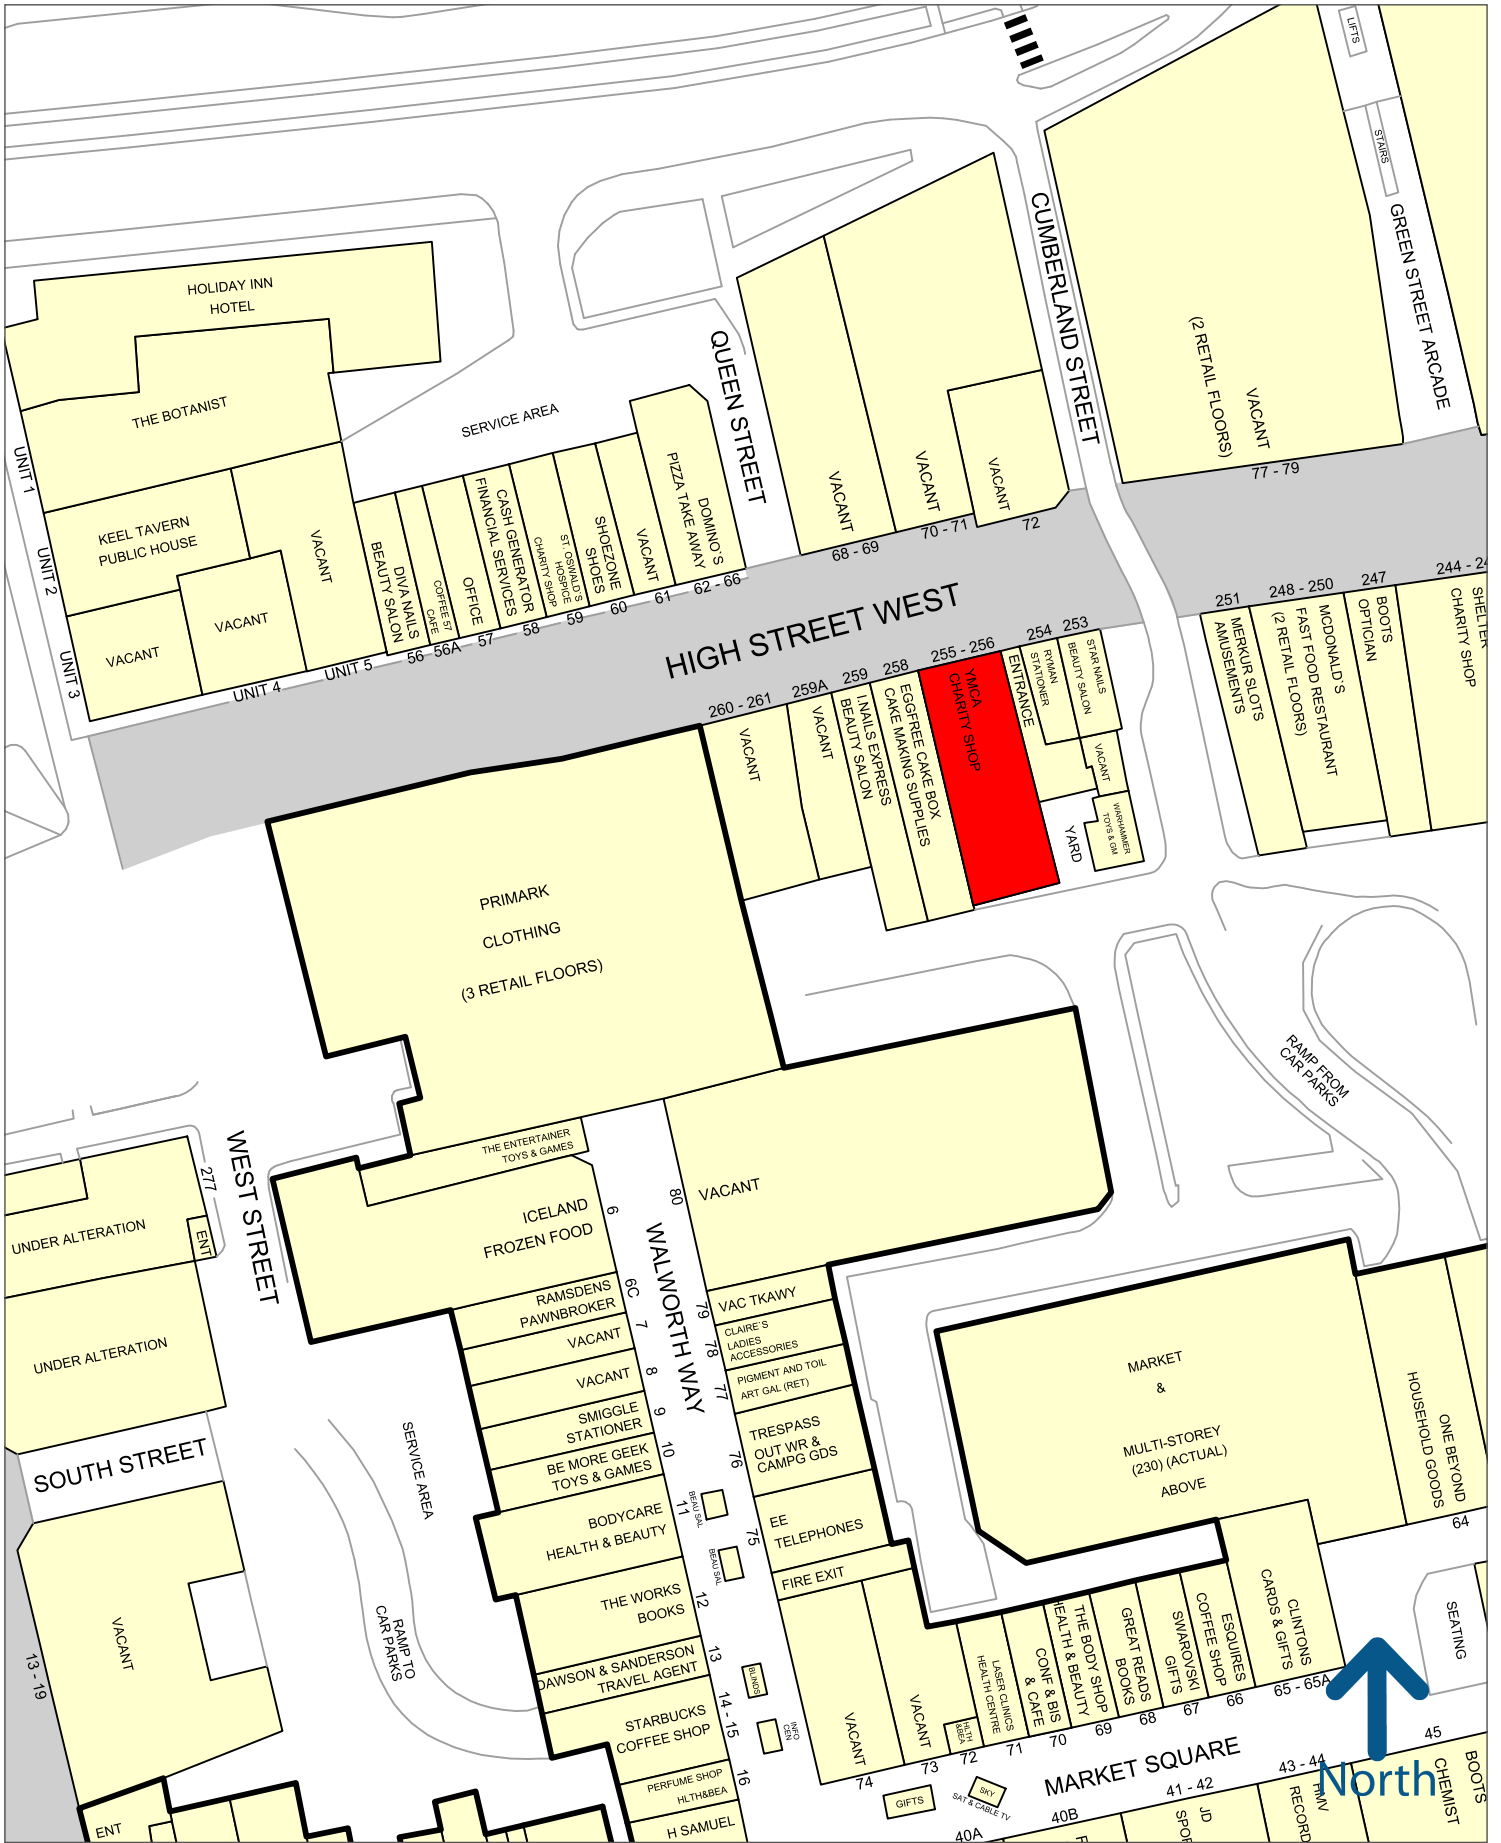 LIFTS
STAIRS
GREEN STREET ARCADE
CUMBERLAND STREET
(2 RETAIL FLOORS)
VACANT
77 - 79
HOLIDAY INN
HOTEL
THE BOTANIST
SERVICE AREA
QUEEN STREET
UNIT 1
KEEL TAVERN
PUBLIC HOUSE
UNIT 2
VACANT
VACANT
VACANT
UNIT 3
UNIT 4
UNIT 5
DIVA NAILS
BEAUTY SALON
56
COFFEE 57
CAFE
56A
OFFICE
57
CASH GENERATOR
FINANCIAL SERVICES
58
ST. OSWALD`S
HOSPICE
CHARITY SHOP
59
SHOEZONE
SHOES
60
VACANT
61
DOMINO`S
PIZZA TAKE AWAY
62 - 66
VACANT
68 - 69
VACANT
70 - 71
VACANT
72
HIGH STREET WEST
260 - 261
VACANT
259A
VACANT
259
I.NAILS EXPRESS
BEAUTY SALON
258
EGGFREE CAKE BOX
CAKE MAKING SUPPLIES
255 - 256
YMCA
CHARITY SHOP
ENTRANCE
254
RYMAN
STATIONER
253
STAR NAILS
BEAUTY SALON
VACANT
WARHAMMER
TOYS & GM
YARD
251
MERKUR SLOTS
AMUSEMENTS
248 - 250
MCDONALD`S
FAST FOOD RESTAURANT
(2 RETAIL FLOORS)
247
BOOTS
OPTICIAN
244 - 24
SHELTER
CHARITY SHOP
PRIMARK
CLOTHING
(3 RETAIL FLOORS)
RAMP FROM
CAR PARKS
WEST STREET
277
UNDER ALTERATION
ENT
UNDER ALTERATION
SOUTH STREET
THE ENTERTAINER
TOYS & GAMES
ICELAND
FROZEN FOOD
6
80
VACANT
WALWORTH WAY
RAMSDENS
PAWNBROKER
6C
VACANT
7
VACANT
8
SMIGGLE
STATIONER
9
BE MORE GEEK
TOYS & GAMES
10
BODYCARE
HEALTH & BEAUTY
11
BEAU SAL
BEAU SAL
THE WORKS
BOOKS
12
DAWSON & SANDERSON
TRAVEL AGENT
13
STARBUCKS
COFFEE SHOP
14 - 15
PERFUME SHOP
HLTH&BEA
16
H SAMUEL
BLINDS
INFO
CEN
VAC TKAWY
79
CLAIRE`S
LADIES
ACCESSORIES
78
PIGMENT AND TOIL
ART GAL (RET)
77
TRESPASS
OUT WR &
CAMPG GDS
76
EE
TELEPHONES
75
FIRE EXIT
SERVICE AREA
RAMP TO
CAR PARKS
VACANT
13 - 19
ENT
MARKET
&
MULTI-STOREY
(230) (ACTUAL)
ABOVE
ONE BEYOND
HOUSEHOLD GOODS
64
VACANT
74
VACANT
73
HLTH
&BEA
72
LASER CLINICS
HEALTH CENTRE
71
CONF & BIS
& CAFE
70
THE BODY SHOP
HEALTH & BEAUTY
69
GREAT READS
BOOKS
68
SWAROVSKI
GIFTS
67
ESQUIRES
COFFEE SHOP
66
CLINTONS
CARDS & GIFTS
65 - 65A
SEATING
MARKET SQUARE
GIFTS
SKY
SAT & CABLE TV
40A
40B
41 - 42
JD
SPOR
43 - 44
HMV
RECORD
45
BOOTS
CHEMIST
North